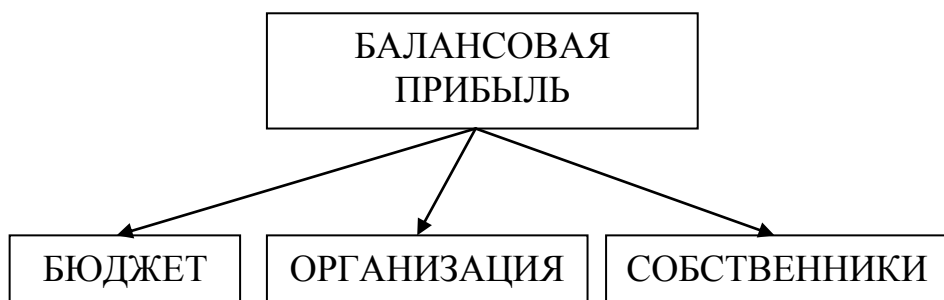 БАЛАНСОВАЯ
ПРИБЫЛЬ
БЮДЖЕТ
ОРГАНИЗАЦИЯ
СОБСТВЕННИКИ